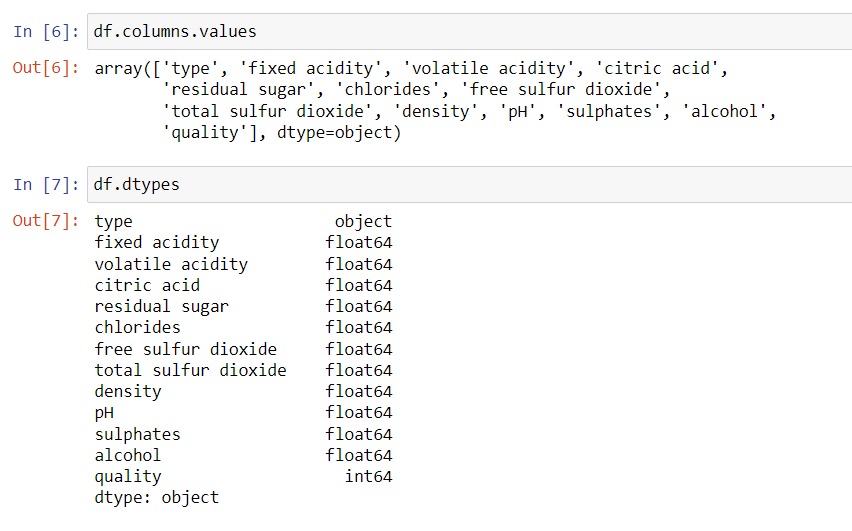 In [6]: df.columns.values
Out[6]: array(['type', 'fixed acidity', 'volatile acidity', 'citric acid',
'residual sugar', 'chlorides', 'free sulfur dioxide',
'total sulfur dioxide', 'density', 'pH', 'sulphates', 'alcohol',
'quality'], dtype=object)
In [7]: df.dtypes
Out[7]: type object
fixed acidity float64
volatile acidity float64
citric acid float64
residual sugar float64
chlorides float64
free sulfur dioxide float64
total sulfur dioxide float64
density float64
pH float64
sulphates float64
alcohol float64
quality int64
dtype: object